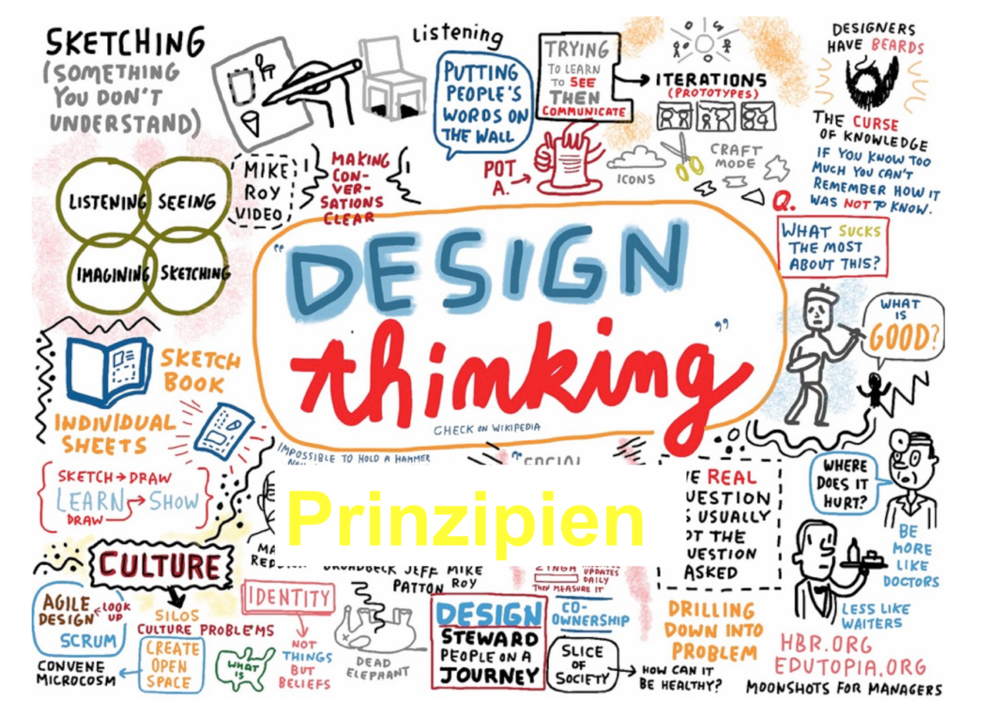 SKETCHING
(SOMETHING
YOU DON'T
UNDERSTAND)
Listening
PUTTING
PEOPLE'S
WORDS ON
THE WALL
TRYING
TO LEARN
TO SEE
THEN
COMMUNICATE
ITERATIONS
(PROTOTYPES)
DESIGNERS
HAVE BEARDS
THE CURSE
OF KNOWLEDGE
IF YOU KNOW TOO
MUCH YOU CAN'T
REMEMBER HOW IT
WAS NOT TO KNOW.
LISTENING
SEEING
IMAGINING
SKETCHING
MIKE
ROY
VIDEO
MAKING
CON-
VER-
SATIONS
CLEAR
POT
A.
ICONS
CRAFT
MODE
Q.
WHAT SUCKS
THE MOST
ABOUT THIS?
"DESIGN
thinking"
CHECK ON WIKIPEDIA
WHAT
IS
GOOD?
SKETCH
BOOK
INDIVIDUAL
SHEETS
SKETCH → DRAW
LEARN → SHOW
DRAW
IMPOSSIBLE TO HOLD A HAMMER
"SOCIAL
Prinzipien
REAL
USUALLY
THE
ASKED
WHERE
DOES IT
HURT?
BE
MORE
LIKE
DOCTORS
LESS LIKE
WAITERS
CULTURE
JEFF MIKE
PATTON ROY
ZYNGA
UPDATES
DAILY
THEN MEASURE IT
AGILE
DESIGN
LOOK
UP
SCRUM
SILOS
CULTURE PROBLEMS
CREATE
OPEN
SPACE
CONVENE
MICROCOSM
IDENTITY
NOT
THINGS
BUT
BELIEFS
WHAT
IS
DEAD
ELEPHANT
DESIGN
STEWARD
PEOPLE ON A
JOURNEY
CO-
OWNERSHIP
SLICE
OF
SOCIETY
HOW CAN IT
BE HEALTHY?
DRILLING
DOWN INTO
PROBLEM
HBR.ORG
EDUTOPIA.ORG
MOONSHOTS FOR MANAGERS